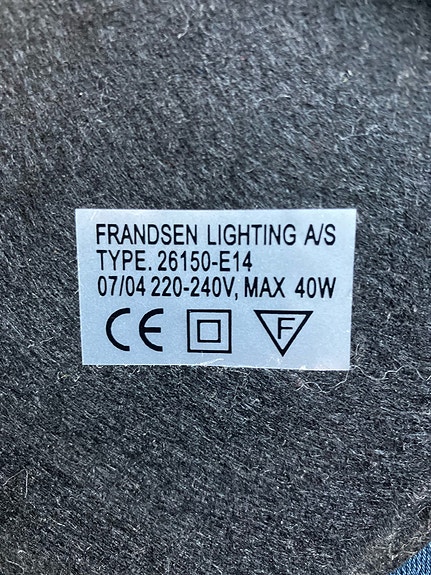 FRANDSEN LIGHTING A/S
TYPE. 26150-E14
07/04 220-240V, MAX 40W
CE F